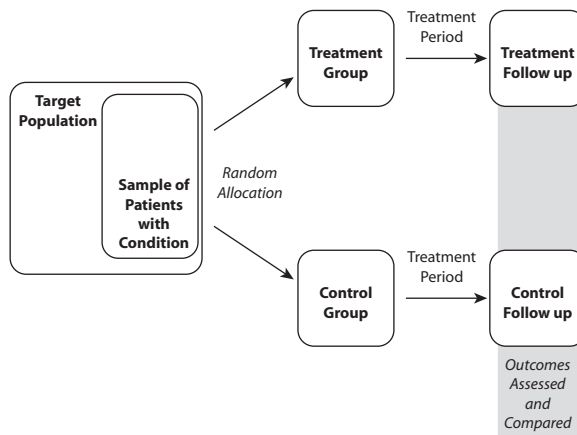 Target
Population
Sample of
Patients
with
Condition
Random
Allocation
Treatment
Group
Treatment
Period
Treatment
Follow up
Control
Group
Treatment
Period
Control
Follow up
Outcomes
Assessed
and
Compared